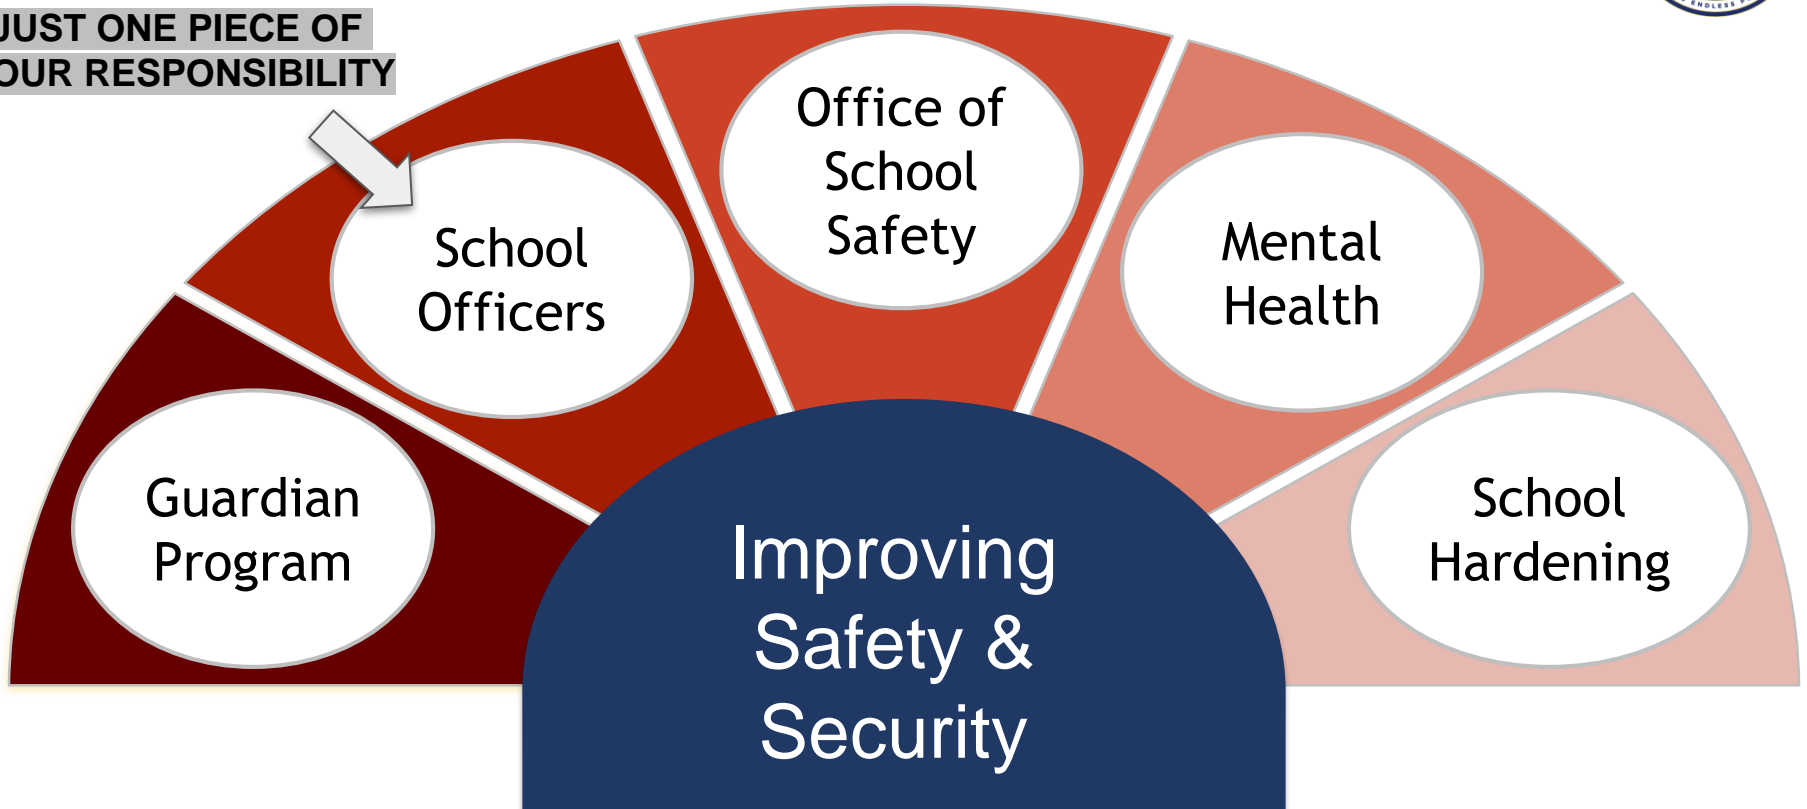 JUST ONE PIECE OF
OUR RESPONSIBILITY
Office of
School
Safety
School
Officers
Mental
Health
Guardian
Program
School
Hardening
Improving
Safety &
Security
ENDLESS